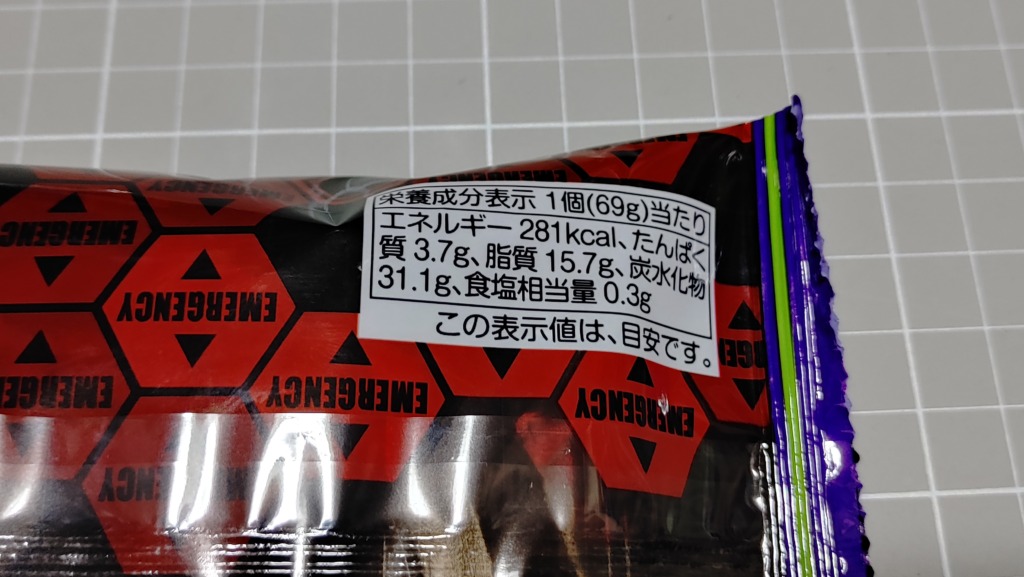 栄養成分表示 1個(69g)当たり
エネルギー 281kcal、たんぱく
質 3.7g、脂質 15.7g、炭水化物
31.1g、食塩相当量 0.3g
この表示値は、目安です。
EMERGENCY
EMERGENCY
EMERGENCY
EMERGENCY
EMERGENCY
EMERGENCY